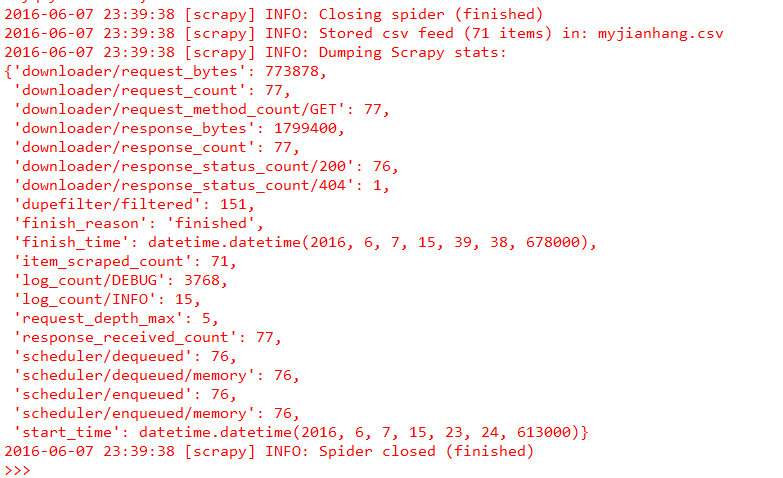 2016-06-07 23:39:38 [scrapy] INFO: Closing spider (finished)
2016-06-07 23:39:38 [scrapy] INFO: Stored csv feed (71 items) in: myjianhang.csv
2016-06-07 23:39:38 [scrapy] INFO: Dumping Scrapy stats:
{'downloader/request_bytes': 773878,
 'downloader/request_count': 77,
 'downloader/request_method_count/GET': 77,
 'downloader/response_bytes': 1799400,
 'downloader/response_count': 77,
 'downloader/response_status_count/200': 76,
 'downloader/response_status_count/404': 1,
 'dupefilter/filtered': 151,
 'finish_reason': 'finished',
 'finish_time': datetime.datetime(2016, 6, 7, 15, 39, 38, 678000),
 'item_scraped_count': 71,
 'log_count/DEBUG': 3768,
 'log_count/INFO': 15,
 'request_depth_max': 5,
 'response_received_count': 77,
 'scheduler/dequeued': 76,
 'scheduler/dequeued/memory': 76,
 'scheduler/enqueued': 76,
 'scheduler/enqueued/memory': 76,
 'start_time': datetime.datetime(2016, 6, 7, 15, 23, 24, 613000)}
2016-06-07 23:39:38 [scrapy] INFO: Spider closed (finished)
>>>